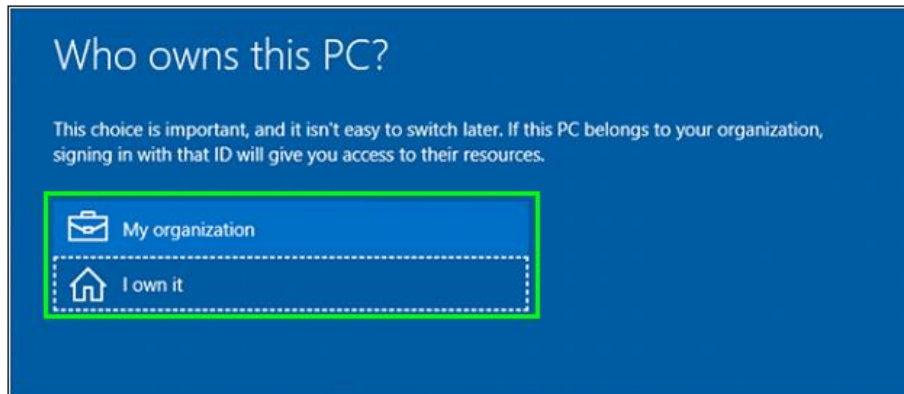 Who owns this PC?
This choice is important, and it isn't easy to switch later. If this PC belongs to your organization,
signing in with that ID will give you access to their resources.
My organization
I own it